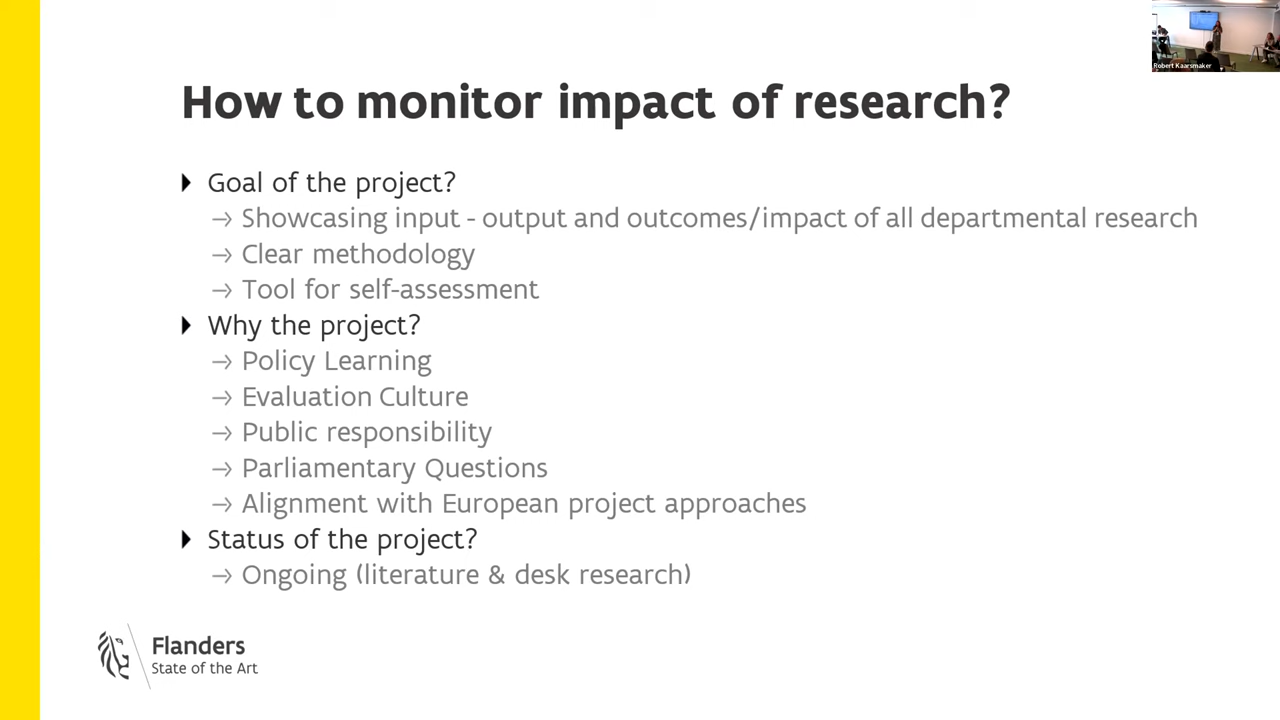 Robert Kaarsmaker
How to monitor impact of research?
Goal of the project?
→ Showcasing input - output and outcomes/impact of all departmental research
→ Clear methodology
→ Tool for self-assessment
Why the project?
→ Policy Learning
→ Evaluation Culture
→ Public responsibility
→ Parliamentary Questions
→ Alignment with European project approaches
Status of the project?
→ Ongoing (literature & desk research)
Flanders
State of the Art